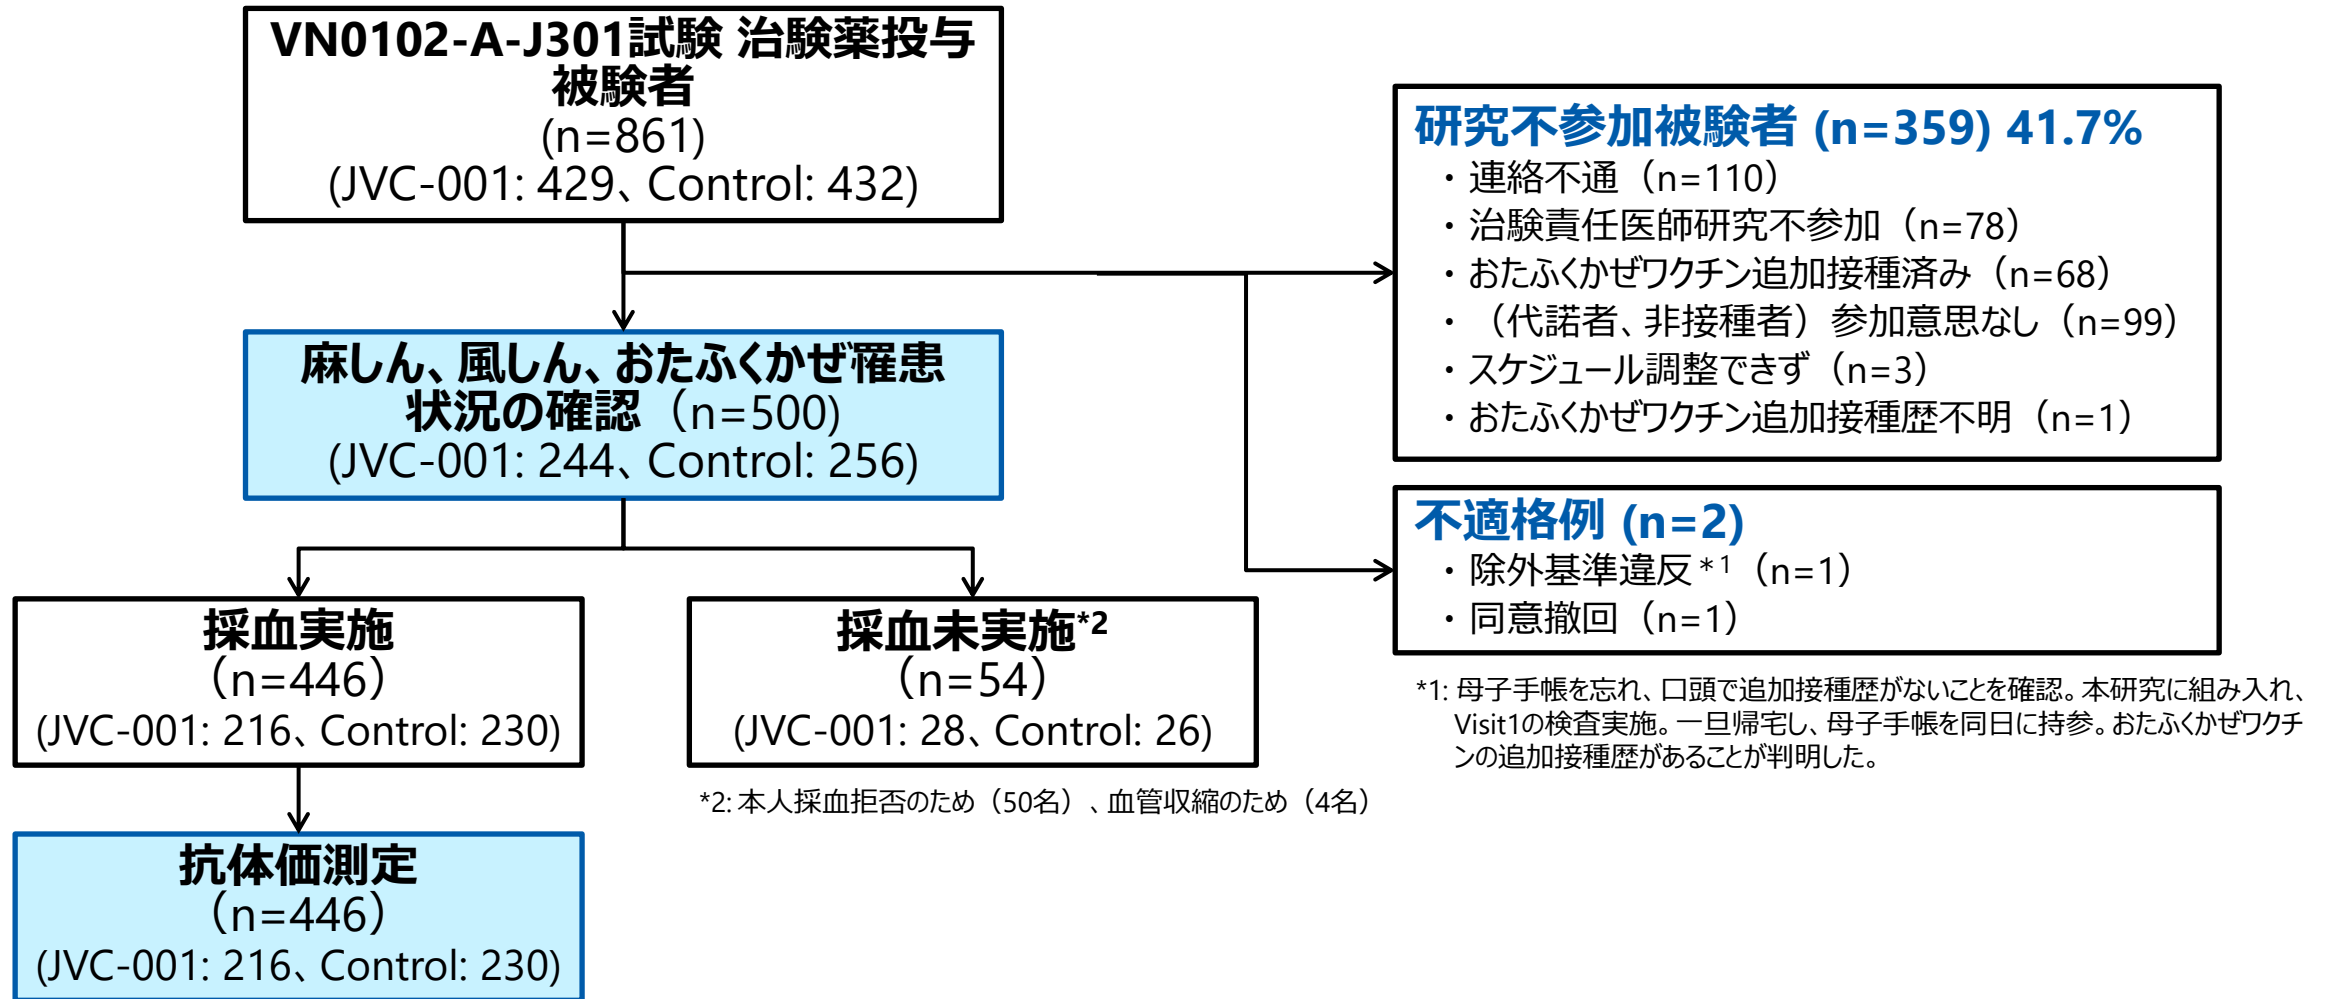 VN0102-A-J301試験 治験薬投与
被験者
(n=861)
(JVC-001: 429、Control: 432)
研究不参加被験者 (n=359) 41.7%
・連絡不通（n=110）
・治験責任医師研究不参加（n=78）
・おたふくかぜワクチン追加接種済み（n=68）
・（代諾者、非接種者）参加意思なし（n=99）
・スケジュール調整できず（n=3）
・おたふくかぜワクチン追加接種歴不明（n=1）
麻しん、風しん、おたふくかぜ罹患
状況の確認（n=500)
(JVC-001: 244、Control: 256)
不適格例 (n=2)
・除外基準違反*1（n=1）
・同意撤回（n=1）
*1: 母子手帳を忘れ、口頭で追加接種歴がないことを確認。本研究に組み入れ、
Visit1の検査実施。一旦帰宅し、母子手帳を同日に持参。おたふくかぜワクチ
ンの追加接種歴があることが判明した。
採血実施
（n=446）
(JVC-001: 216、Control: 230)
採血未実施*2
（n=54）
(JVC-001: 28、Control: 26)
*2: 本人採血拒否のため（50名）、血管収縮のため（4名）
抗体価測定
（n=446）
(JVC-001: 216、Control: 230)